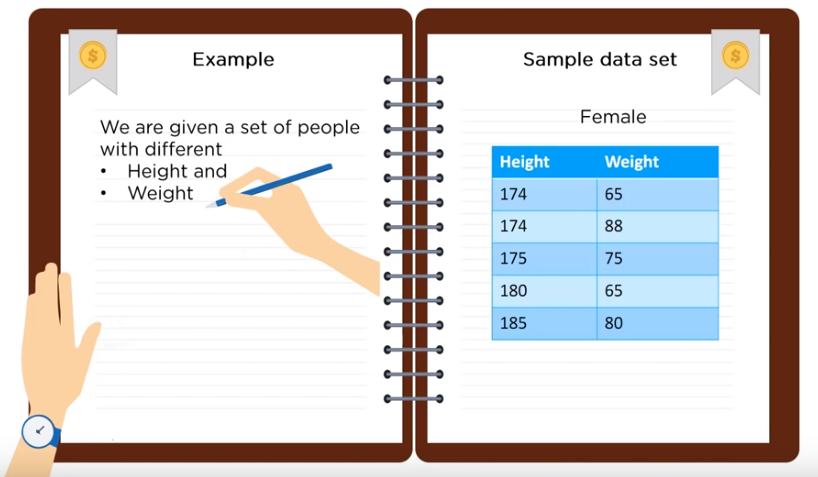 Example
We are given a set of people
with different
• Height and
• Weight
Sample data set
Female
Height Weight
174 65
174 88
175 75
180 65
185 80
$
$